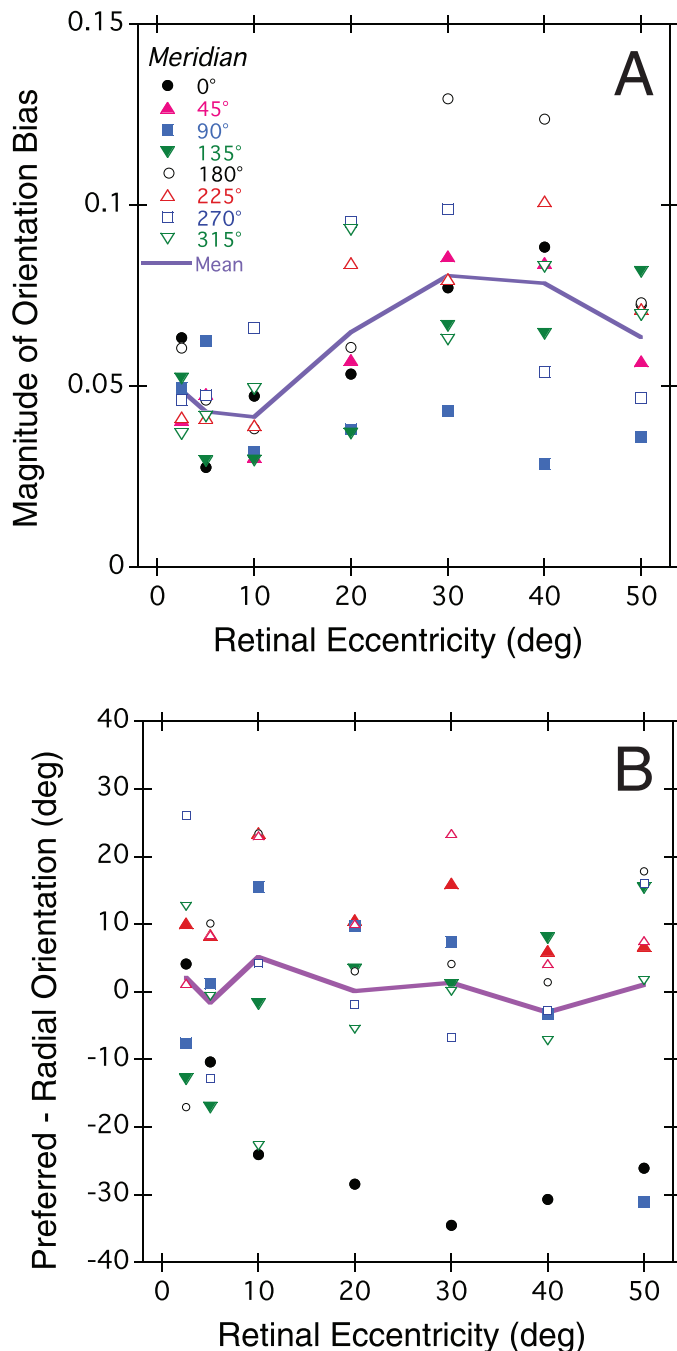 0.15
A
Meridian
0°
45°
90°
135°
180°
225°
270°
315°
Mean
0.1
0.05
0
Magnitude of Orientation Bias
0 10 20 30 40 50
Retinal Eccentricity (deg)
40
B
30
20
10
0
-10
-20
-30
-40
Preferred - Radial Orientation (deg)
0 10 20 30 40 50
Retinal Eccentricity (deg)